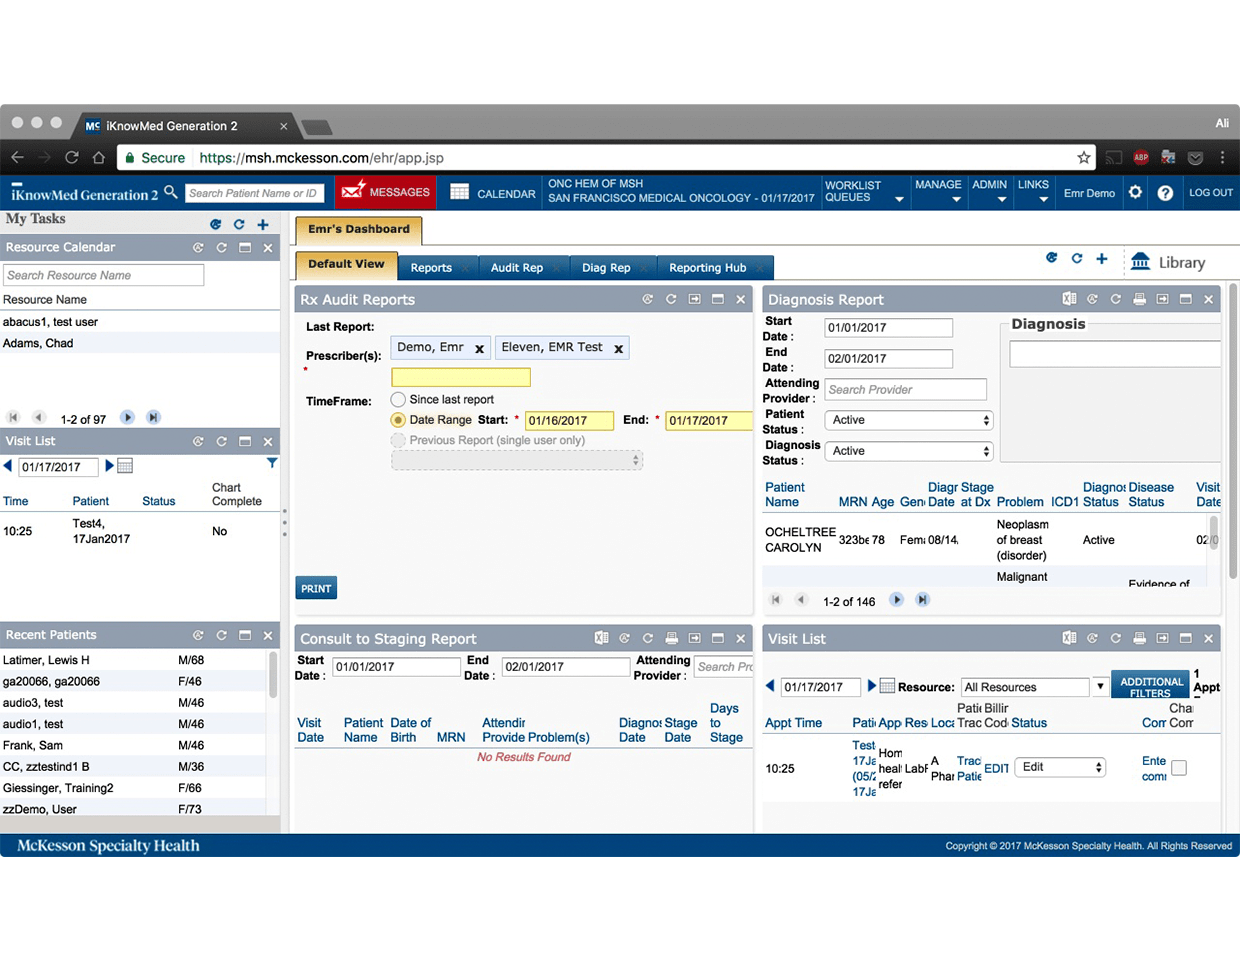 iKnowMed Generation 2
Ali
Secure https://msh.mckesson.com/ehr/app.jsp
ABP
iKnowMed Generation 2
Search Patient Name or ID
MESSAGES
CALENDAR
ONC HEM OF MSH
SAN FRANCISCO MEDICAL ONCOLOGY - 01/17/2017
WORKLIST
QUEUES
MANAGE
ADMIN
LINKS
Emr Demo
LOG OUT
My Tasks
Resource Calendar
Search Resource Name
Resource Name
abacus1, test user
Adams, Chad
1-2 of 97
Visit List
01/17/2017
Time Patient Status Chart Complete
10:25 Test4, 17Jan2017 No
Recent Patients
Latimer, Lewis H M/68
ga20066, ga20066 F/46
audio3, test M/46
audio1, test M/46
Frank, Sam M/46
CC, zztestind1 B M/36
Giessinger, Training2 F/66
zzDemo, User F/73
Emr's Dashboard
Default View
Reports
Audit Rep
Diag Rep
Reporting Hub
Library
Rx Audit Reports
Last Report:
Prescriber(s): Demo, Emr x Eleven, EMR Test x
*
TimeFrame: Since last report
Date Range Start: * 01/16/2017 End: * 01/17/2017
Previous Report (single user only)
PRINT
Diagnosis Report
Start Date : 01/01/2017
End Date : 02/01/2017
Attending Provider : Search Provider
Patient Status : Active
Diagnosis Status : Active
Diagnosis
Patient Name MRN Age Gen Diagr Date Stage at Dx Problem ICD1 Diagnos Status Disease Status Visit Date
OCHELTREE CAROLYN 323be 78 Fema 08/14/ Neoplasm of breast (disorder) Active 02/0
Malignant Evidence of
1-2 of 146
Consult to Staging Report
Start Date : 01/01/2017
End Date : 02/01/2017
Attending Provider : Search Pro
Visit Date Patient Name Date of Birth MRN Attendin Provide Problem(s) Diagnos Date Stage Date Days to Stage
No Results Found
Visit List
01/17/2017 Resource: All Resources
ADDITIONAL FILTERS
1 Appt
Appt Time Patie App Res Loca Patie Trac Billin Code Status Com Cha Com
10:25 Test 17Ja (05/2 17Ja Hom healt refer LabF A Phar Trac Patie EDIT Edit Ente comm
McKesson Specialty Health
Copyright © 2017 McKesson Specialty Health. All Rights Reserved